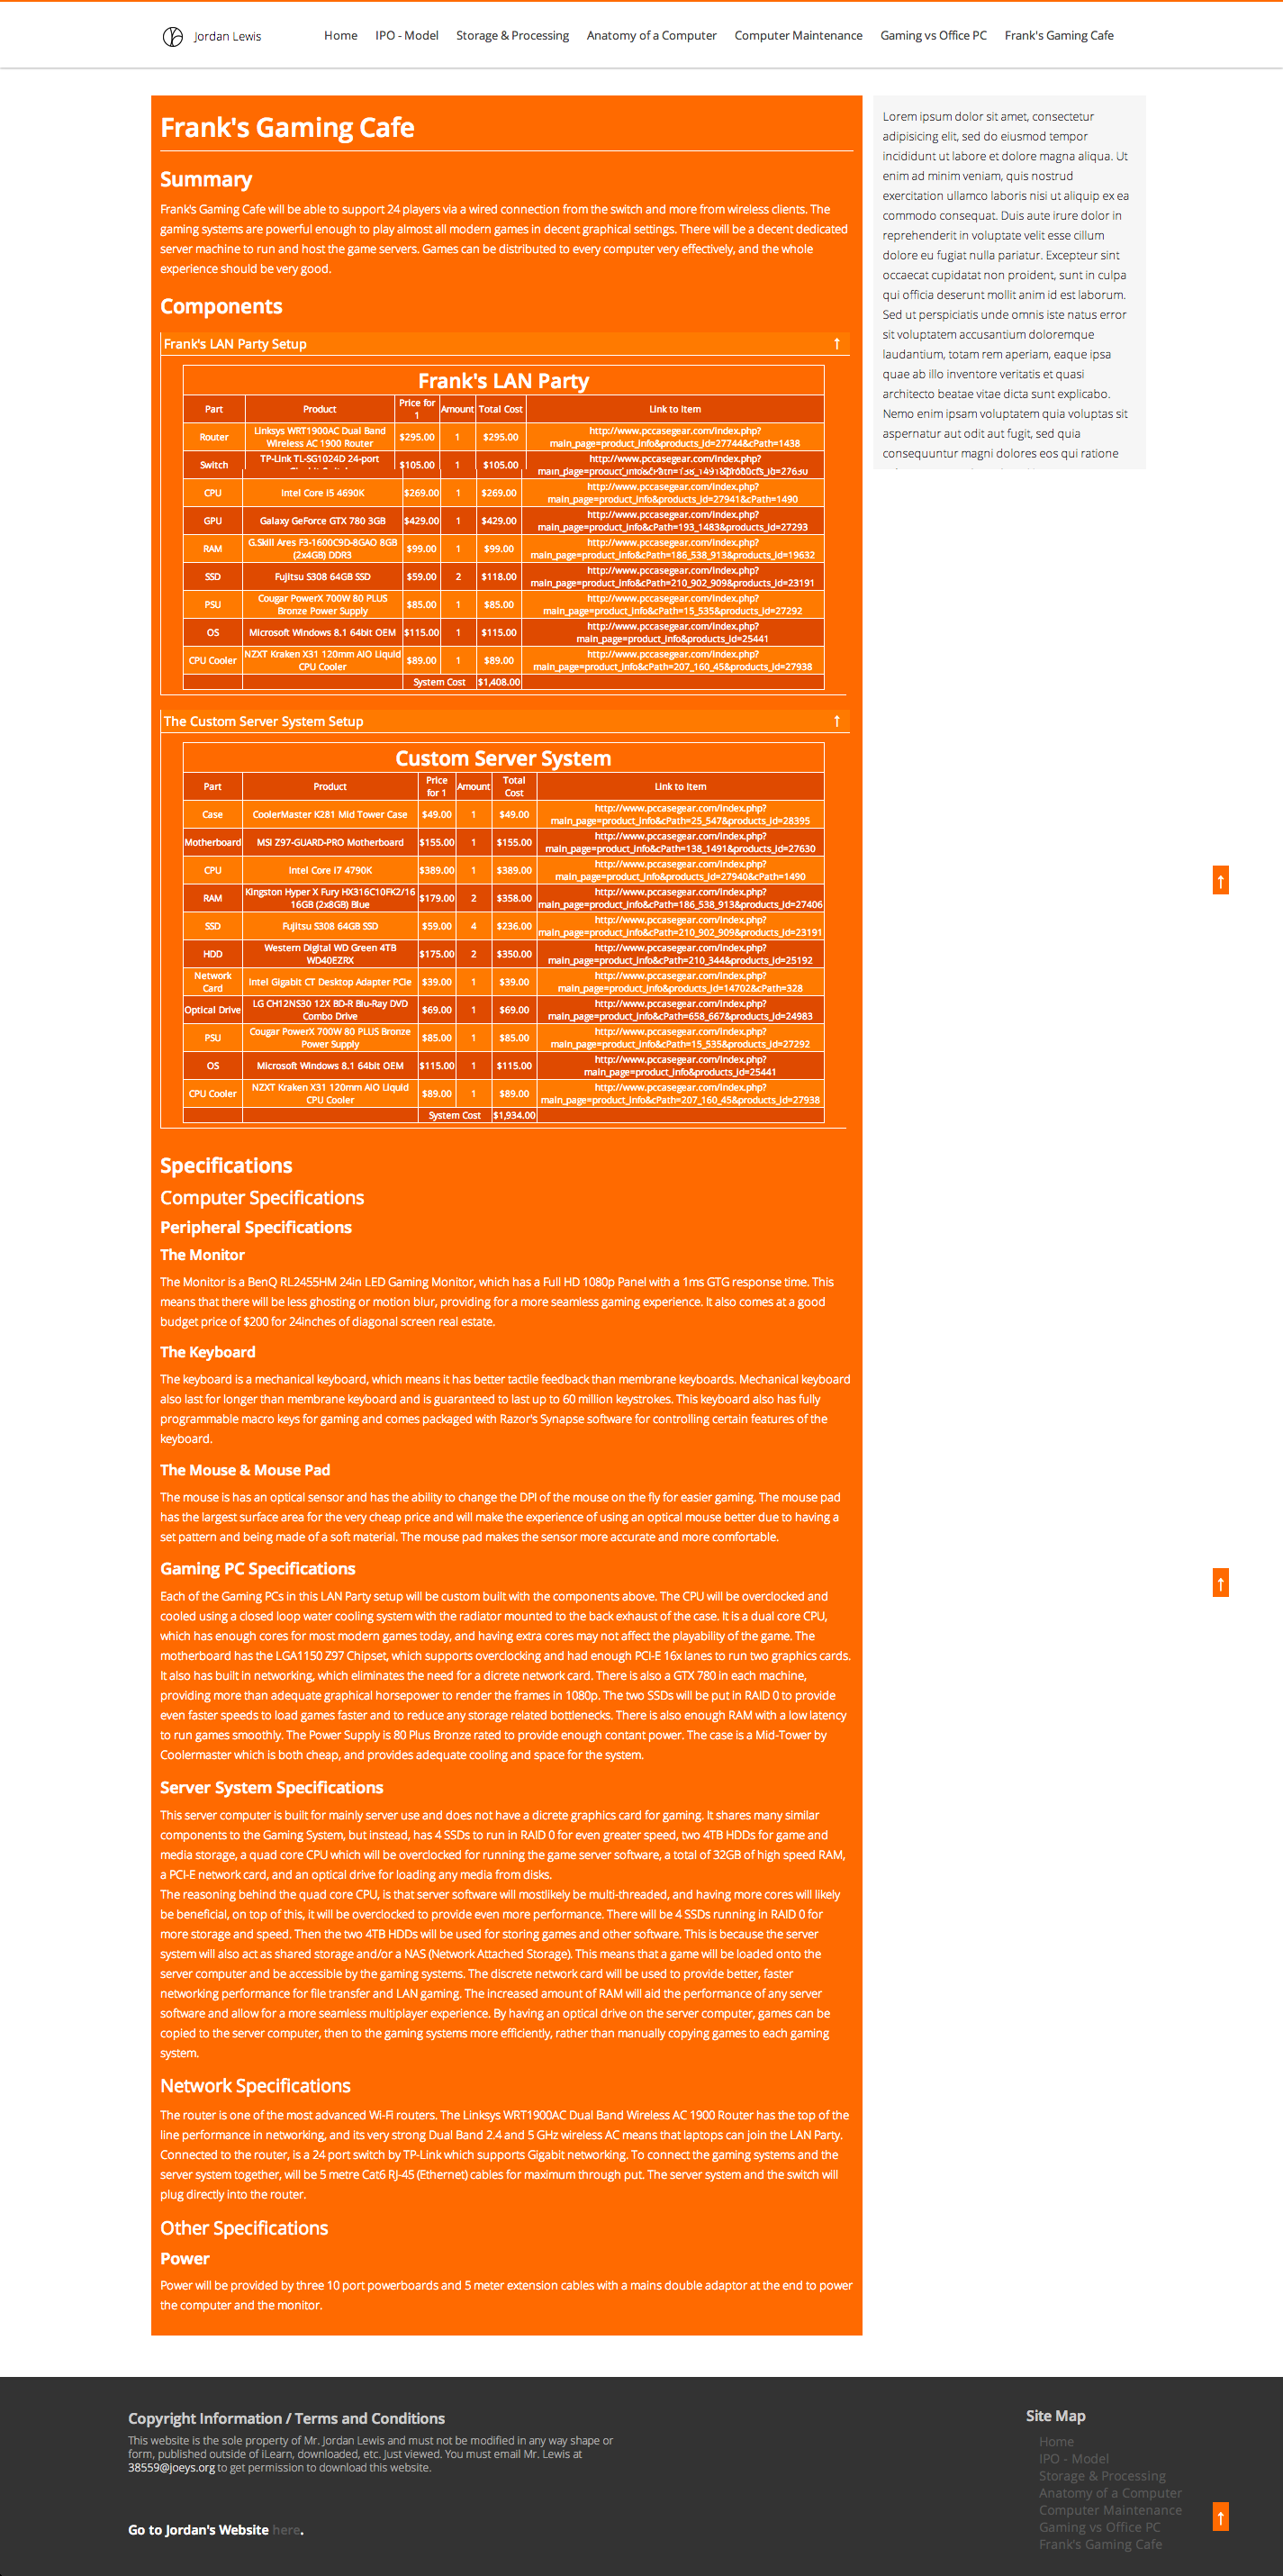 Jordan Lewis
Home IPO - Model Storage & Processing Anatomy of a Computer Computer Maintenance Gaming vs Office PC Frank's Gaming Cafe
Frank's Gaming Cafe
Summary
Frank's Gaming Cafe will be able to support 24 players via a wired connection from the switch and more from wireless clients. The
gaming systems are powerful enough to play almost all modern games in decent graphical settings. There will be a decent dedicated
server machine to run and host the game servers. Games can be distributed to every computer very effectively, and the whole
experience should be very good.
Components
Frank's LAN Party Setup ↑
Frank's LAN Party
Part Product Price for 1 Amount Total Cost Link to Item
Router Linksys WRT1900AC Dual Band Wireless AC 1900 Router $295.00 1 $295.00 http://www.pccasegear.com/index.php?main_page=product_info&products_id=27744&cPath=1438
Switch TP-Link TL-SG1024D 24-port $105.00 1 $105.00 http://www.pccasegear.com/index.php?
CPU Intel Core i5 4690K $269.00 1 $269.00 http://www.pccasegear.com/index.php?main_page=product_info&products_id=27941&cPath=1490
GPU Galaxy GeForce GTX 780 3GB $429.00 1 $429.00 http://www.pccasegear.com/index.php?main_page=product_info&cPath=193_1483&products_id=27293
RAM G.Skill Ares F3-1600C9D-8GAO 8GB (2x4GB) DDR3 $99.00 1 $99.00 http://www.pccasegear.com/index.php?main_page=product_info&cPath=186_538_913&products_id=19632
SSD Fujitsu S308 64GB SSD $59.00 2 $118.00 http://www.pccasegear.com/index.php?main_page=product_info&cPath=210_902_909&products_id=23191
PSU Cougar PowerX 700W 80 PLUS Bronze Power Supply $85.00 1 $85.00 http://www.pccasegear.com/index.php?main_page=product_info&cPath=15_535&products_id=27292
OS Microsoft Windows 8.1 64bit OEM $115.00 1 $115.00 http://www.pccasegear.com/index.php?main_page=product_info&products_id=25441
CPU Cooler NZXT Kraken X31 120mm AIO Liquid CPU Cooler $89.00 1 $89.00 http://www.pccasegear.com/index.php?main_page=product_info&cPath=207_160_45&products_id=27938
System Cost $1,408.00
The Custom Server System Setup ↑
Custom Server System
Part Product Price for 1 Amount Total Cost Link to Item
Case CoolerMaster K281 Mid Tower Case $49.00 1 $49.00 http://www.pccasegear.com/index.php?main_page=product_info&cPath=25_547&products_id=28395
Motherboard MSI Z97-GUARD-PRO Motherboard $155.00 1 $155.00 http://www.pccasegear.com/index.php?main_page=product_info&cPath=138_1491&products_id=27630
CPU Intel Core i7 4790K $389.00 1 $389.00 http://www.pccasegear.com/index.php?main_page=product_info&products_id=27940&cPath=1490
RAM Kingston Hyper X Fury HX316C10FK2/16 16GB (2x8GB) Blue $179.00 2 $358.00 http://www.pccasegear.com/index.php?main_page=product_info&cPath=186_538_913&products_id=27406
SSD Fujitsu S308 64GB SSD $59.00 4 $236.00 http://www.pccasegear.com/index.php?main_page=product_info&cPath=210_902_909&products_id=23191
HDD Western Digital WD Green 4TB WD40EZRX $175.00 2 $350.00 http://www.pccasegear.com/index.php?main_page=product_info&cPath=210_344&products_id=25192
Network Card Intel Gigabit CT Desktop Adapter PCIe $39.00 1 $39.00 http://www.pccasegear.com/index.php?main_page=product_info&products_id=14702&cPath=328
Optical Drive LG CH12NS30 12X BD-R Blu-Ray DVD Combo Drive $69.00 1 $69.00 http://www.pccasegear.com/index.php?main_page=product_info&cPath=658_667&products_id=24983
PSU Cougar PowerX 700W 80 PLUS Bronze Power Supply $85.00 1 $85.00 http://www.pccasegear.com/index.php?main_page=product_info&cPath=15_535&products_id=27292
OS Microsoft Windows 8.1 64bit OEM $115.00 1 $115.00 http://www.pccasegear.com/index.php?main_page=product_info&products_id=25441
CPU Cooler NZXT Kraken X31 120mm AIO Liquid CPU Cooler $89.00 1 $89.00 http://www.pccasegear.com/index.php?main_page=product_info&cPath=207_160_45&products_id=27938
System Cost $1,934.00
Specifications
Computer Specifications
Peripheral Specifications
The Monitor
The Monitor is a BenQ RL2455HM 24in LED Gaming Monitor, which has a Full HD 1080p Panel with a 1ms GTG response time. This
means that there will be less ghosting or motion blur, providing for a more seamless gaming experience. It also comes at a good
budget price of $200 for 24inches of diagonal screen real estate.
The Keyboard
The keyboard is a mechanical keyboard, which means it has better tactile feedback than membrane keyboards. Mechanical keyboard
also last for longer than membrane keyboard and is guaranteed to last up to 60 million keystrokes. This keyboard also has fully
programmable macro keys for gaming and comes packaged with Razor's Synapse software for controlling certain features of the
keyboard.
The Mouse & Mouse Pad
The mouse is has an optical sensor and has the ability to change the DPI of the mouse on the fly for easier gaming. The mouse pad
has the largest surface area for the very cheap price and will make the experience of using an optical mouse better due to having a
set pattern and being made of a soft material. The mouse pad makes the sensor more accurate and more comfortable.
Gaming PC Specifications
Each of the Gaming PCs in this LAN Party setup will be custom built with the components above. The CPU will be overclocked and
cooled using a closed loop water cooling system with the radiator mounted to the back exhaust of the case. It is a dual core CPU,
which has enough cores for most modern games today, and having extra cores may not affect the playability of the game. The
motherboard has the LGA1150 Z97 Chipset, which supports overclocking and had enough PCI-E 16x lanes to run two graphics cards.
It also has built in networking, which eliminates the need for a dicrete network card. There is also a GTX 780 in each machine,
providing more than adequate graphical horsepower to render the frames in 1080p. The two SSDs will be put in RAID 0 to provide
even faster speeds to load games faster and to reduce any storage related bottlenecks. There is also enough RAM with a low latency
to run games smoothly. The Power Supply is 80 Plus Bronze rated to provide enough contant power. The case is a Mid-Tower by
Coolermaster which is both cheap, and provides adequate cooling and space for the system.
Server System Specifications
This server computer is built for mainly server use and does not have a dicrete graphics card for gaming. It shares many similar
components to the Gaming System, but instead, has 4 SSDs to run in RAID 0 for even greater speed, two 4TB HDDs for game and
media storage, a quad core CPU which will be overclocked for running the game server software, a total of 32GB of high speed RAM,
a PCI-E network card, and an optical drive for loading any media from disks.
The reasoning behind the quad core CPU, is that server software will mostlikely be multi-threaded, and having more cores will likely
be beneficial, on top of this, it will be overclocked to provide even more performance. There will be 4 SSDs running in RAID 0 for
more storage and speed. Then the two 4TB HDDs will be used for storing games and other software. This is because the server
system will also act as shared storage and/or a NAS (Network Attached Storage). This means that a game will be loaded onto the
server computer and be accessible by the gaming systems. The discrete network card will be used to provide better, faster
networking performance for file transfer and LAN gaming. The increased amount of RAM will aid the performance of any server
software and allow for a more seamless multiplayer experience. By having an optical drive on the server computer, games can be
copied to the server computer, then to the gaming systems more efficiently, rather than manually copying games to each gaming
system.
Network Specifications
The router is one of the most advanced Wi-Fi routers. The Linksys WRT1900AC Dual Band Wireless AC 1900 Router has the top of the
line performance in networking, and its very strong Dual Band 2.4 and 5 GHz wireless AC means that laptops can join the LAN Party.
Connected to the router, is a 24 port switch by TP-Link which supports Gigabit networking. To connect the gaming systems and the
server system together, will be 5 metre Cat6 RJ-45 (Ethernet) cables for maximum through put. The server system and the switch will
plug directly into the router.
Other Specifications
Power
Power will be provided by three 10 port powerboards and 5 meter extension cables with a mains double adaptor at the end to power
the computer and the monitor.
Lorem ipsum dolor sit amet, consectetur
adipisicing elit, sed do eiusmod tempor
incididunt ut labore et dolore magna aliqua. Ut
enim ad minim veniam, quis nostrud
exercitation ullamco laboris nisi ut aliquip ex ea
commodo consequat. Duis aute irure dolor in
reprehenderit in voluptate velit esse cillum
dolore eu fugiat nulla pariatur. Excepteur sint
occaecat cupidatat non proident, sunt in culpa
qui officia deserunt mollit anim id est laborum.
Sed ut perspiciatis unde omnis iste natus error
sit voluptatem accusantium doloremque
laudantium, totam rem aperiam, eaque ipsa
quae ab illo inventore veritatis et quasi
architecto beatae vitae dicta sunt explicabo.
Nemo enim ipsam voluptatem quia voluptas sit
aspernatur aut odit aut fugit, sed quia
consequuntur magni dolores eos qui ratione
↑
↑
Copyright Information / Terms and Conditions
This website is the sole property of Mr. Jordan Lewis and must not be modified in any way shape or
form, published outside of iLearn, downloaded, etc. Just viewed. You must email Mr. Lewis at
38559@joeys.org to get permission to download this website.
Go to Jordan's Website here.
Site Map
Home
IPO - Model
Storage & Processing
Anatomy of a Computer
Computer Maintenance
Gaming vs Office PC
Frank's Gaming Cafe
↑